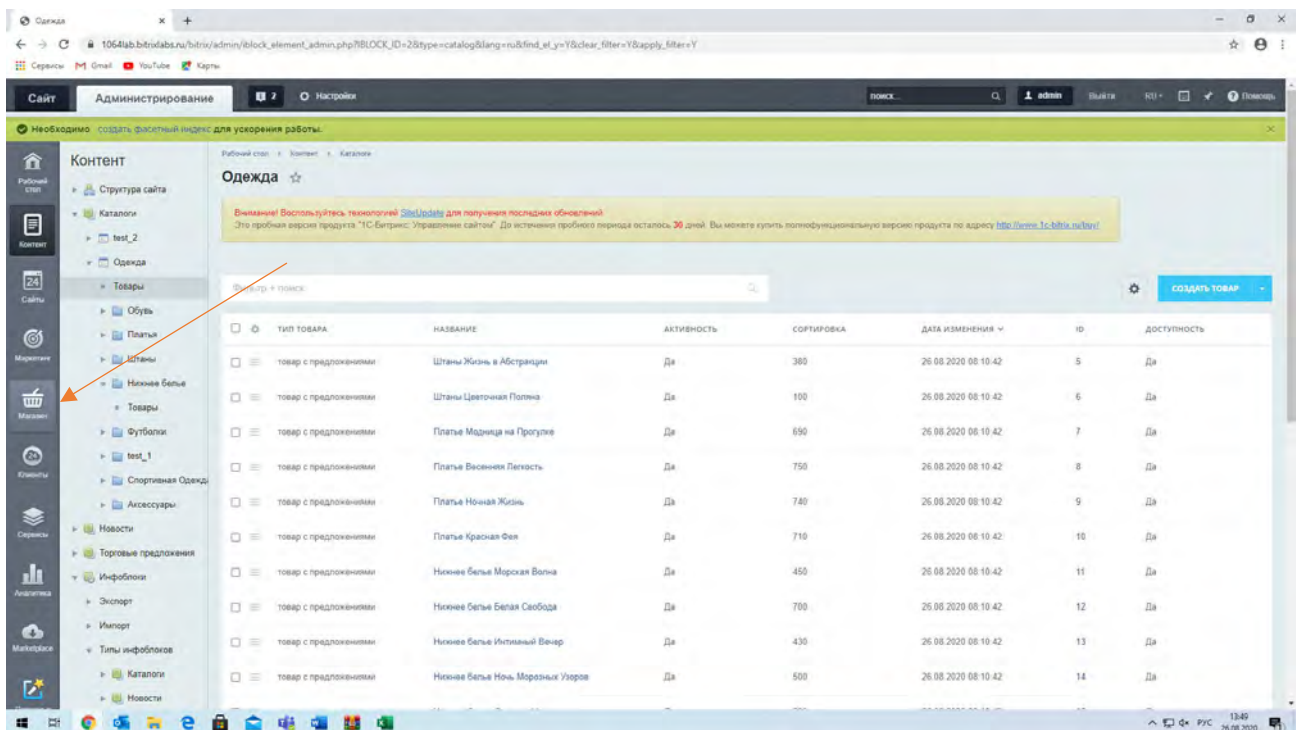 Одежда
1064lab.bitrixlabs.ru/bitrix/admin/iblock_element_admin.php?IBLOCK_ID=2&type=catalog&lang=ru&find_el_y=Y&clear_filter=Y&apply_filter=Y
Сервисы Gmail YouTube Карты
Сайт Администрирование 2 Настройки поиск... admin Выйти RU Помощь
Необходимо создать фасетный индекс для ускорения работы.
Рабочий стол Контент Каталоги
Одежда
Внимание! Воспользуйтесь технологией SiteUpdate для получения последних обновлений.
Это пробная версия продукта "1С-Битрикс: Управление сайтом". До истечения пробного периода осталось 30 дней. Вы можете купить полнофункциональную версию продукта по адресу http://www.1c-bitrix.ru/buy/
Рабочий стол
Контент
24
Сайты
Маркетинг
Магазин
24
Клиенты
Сервисы
Аналитика
Marketplace
Контент
Структура сайта
Каталоги
test_2
Одежда
Товары
Обувь
Платья
Штаны
Нижнее белье
Товары
Футболки
test_1
Спортивная Одежд
Аксессуары
Новости
Торговые предложения
Инфоблоки
Экспорт
Импорт
Типы инфоблоков
Каталоги
Новости
Фильтр + поиск СОЗДАТЬ ТОВАР
ТИП ТОВАРА НАЗВАНИЕ АКТИВНОСТЬ СОРТИРОВКА ДАТА ИЗМЕНЕНИЯ ID ДОСТУПНОСТЬ
товар с предложениями Штаны Жизнь в Абстракции Да 380 26.08.2020 08:10:42 5 Да
товар с предложениями Штаны Цветочная Поляна Да 100 26.08.2020 08:10:42 6 Да
товар с предложениями Платье Модница на Прогулке Да 690 26.08.2020 08:10:42 7 Да
товар с предложениями Платье Весенняя Легкость Да 750 26.08.2020 08:10:42 8 Да
товар с предложениями Платье Ночная Жизнь Да 740 26.08.2020 08:10:42 9 Да
товар с предложениями Платье Красная Фея Да 710 26.08.2020 08:10:42 10 Да
товар с предложениями Нижнее белье Морская Волна Да 450 26.08.2020 08:10:42 11 Да
товар с предложениями Нижнее белье Белая Свобода Да 700 26.08.2020 08:10:42 12 Да
товар с предложениями Нижнее белье Интимный Вечер Да 430 26.08.2020 08:10:42 13 Да
товар с предложениями Нижнее белье Ночь Морозных Узоров Да 500 26.08.2020 08:10:42 14 Да
РУС 13:49
26.08.2020